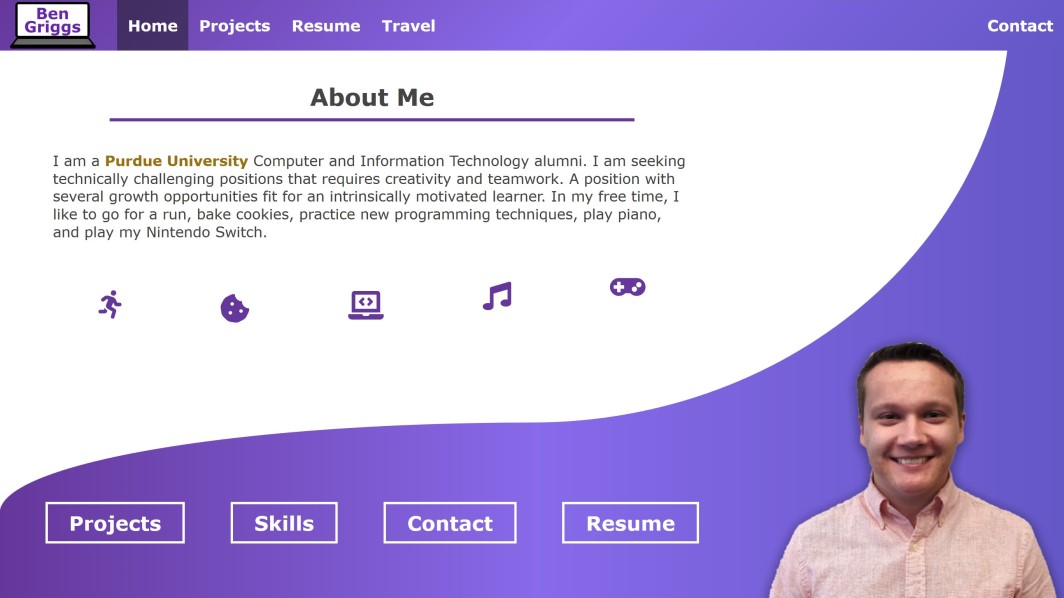 Ben
Griggs
Home
Projects
Resume
Travel
Contact
About Me
I am a Purdue University Computer and Information Technology alumni. I am seeking
technically challenging positions that requires creativity and teamwork. A position with
several growth opportunities fit for an intrinsically motivated learner. In my free time, I
like to go for a run, bake cookies, practice new programming techniques, play piano,
and play my Nintendo Switch.
Projects
Skills
Contact
Resume